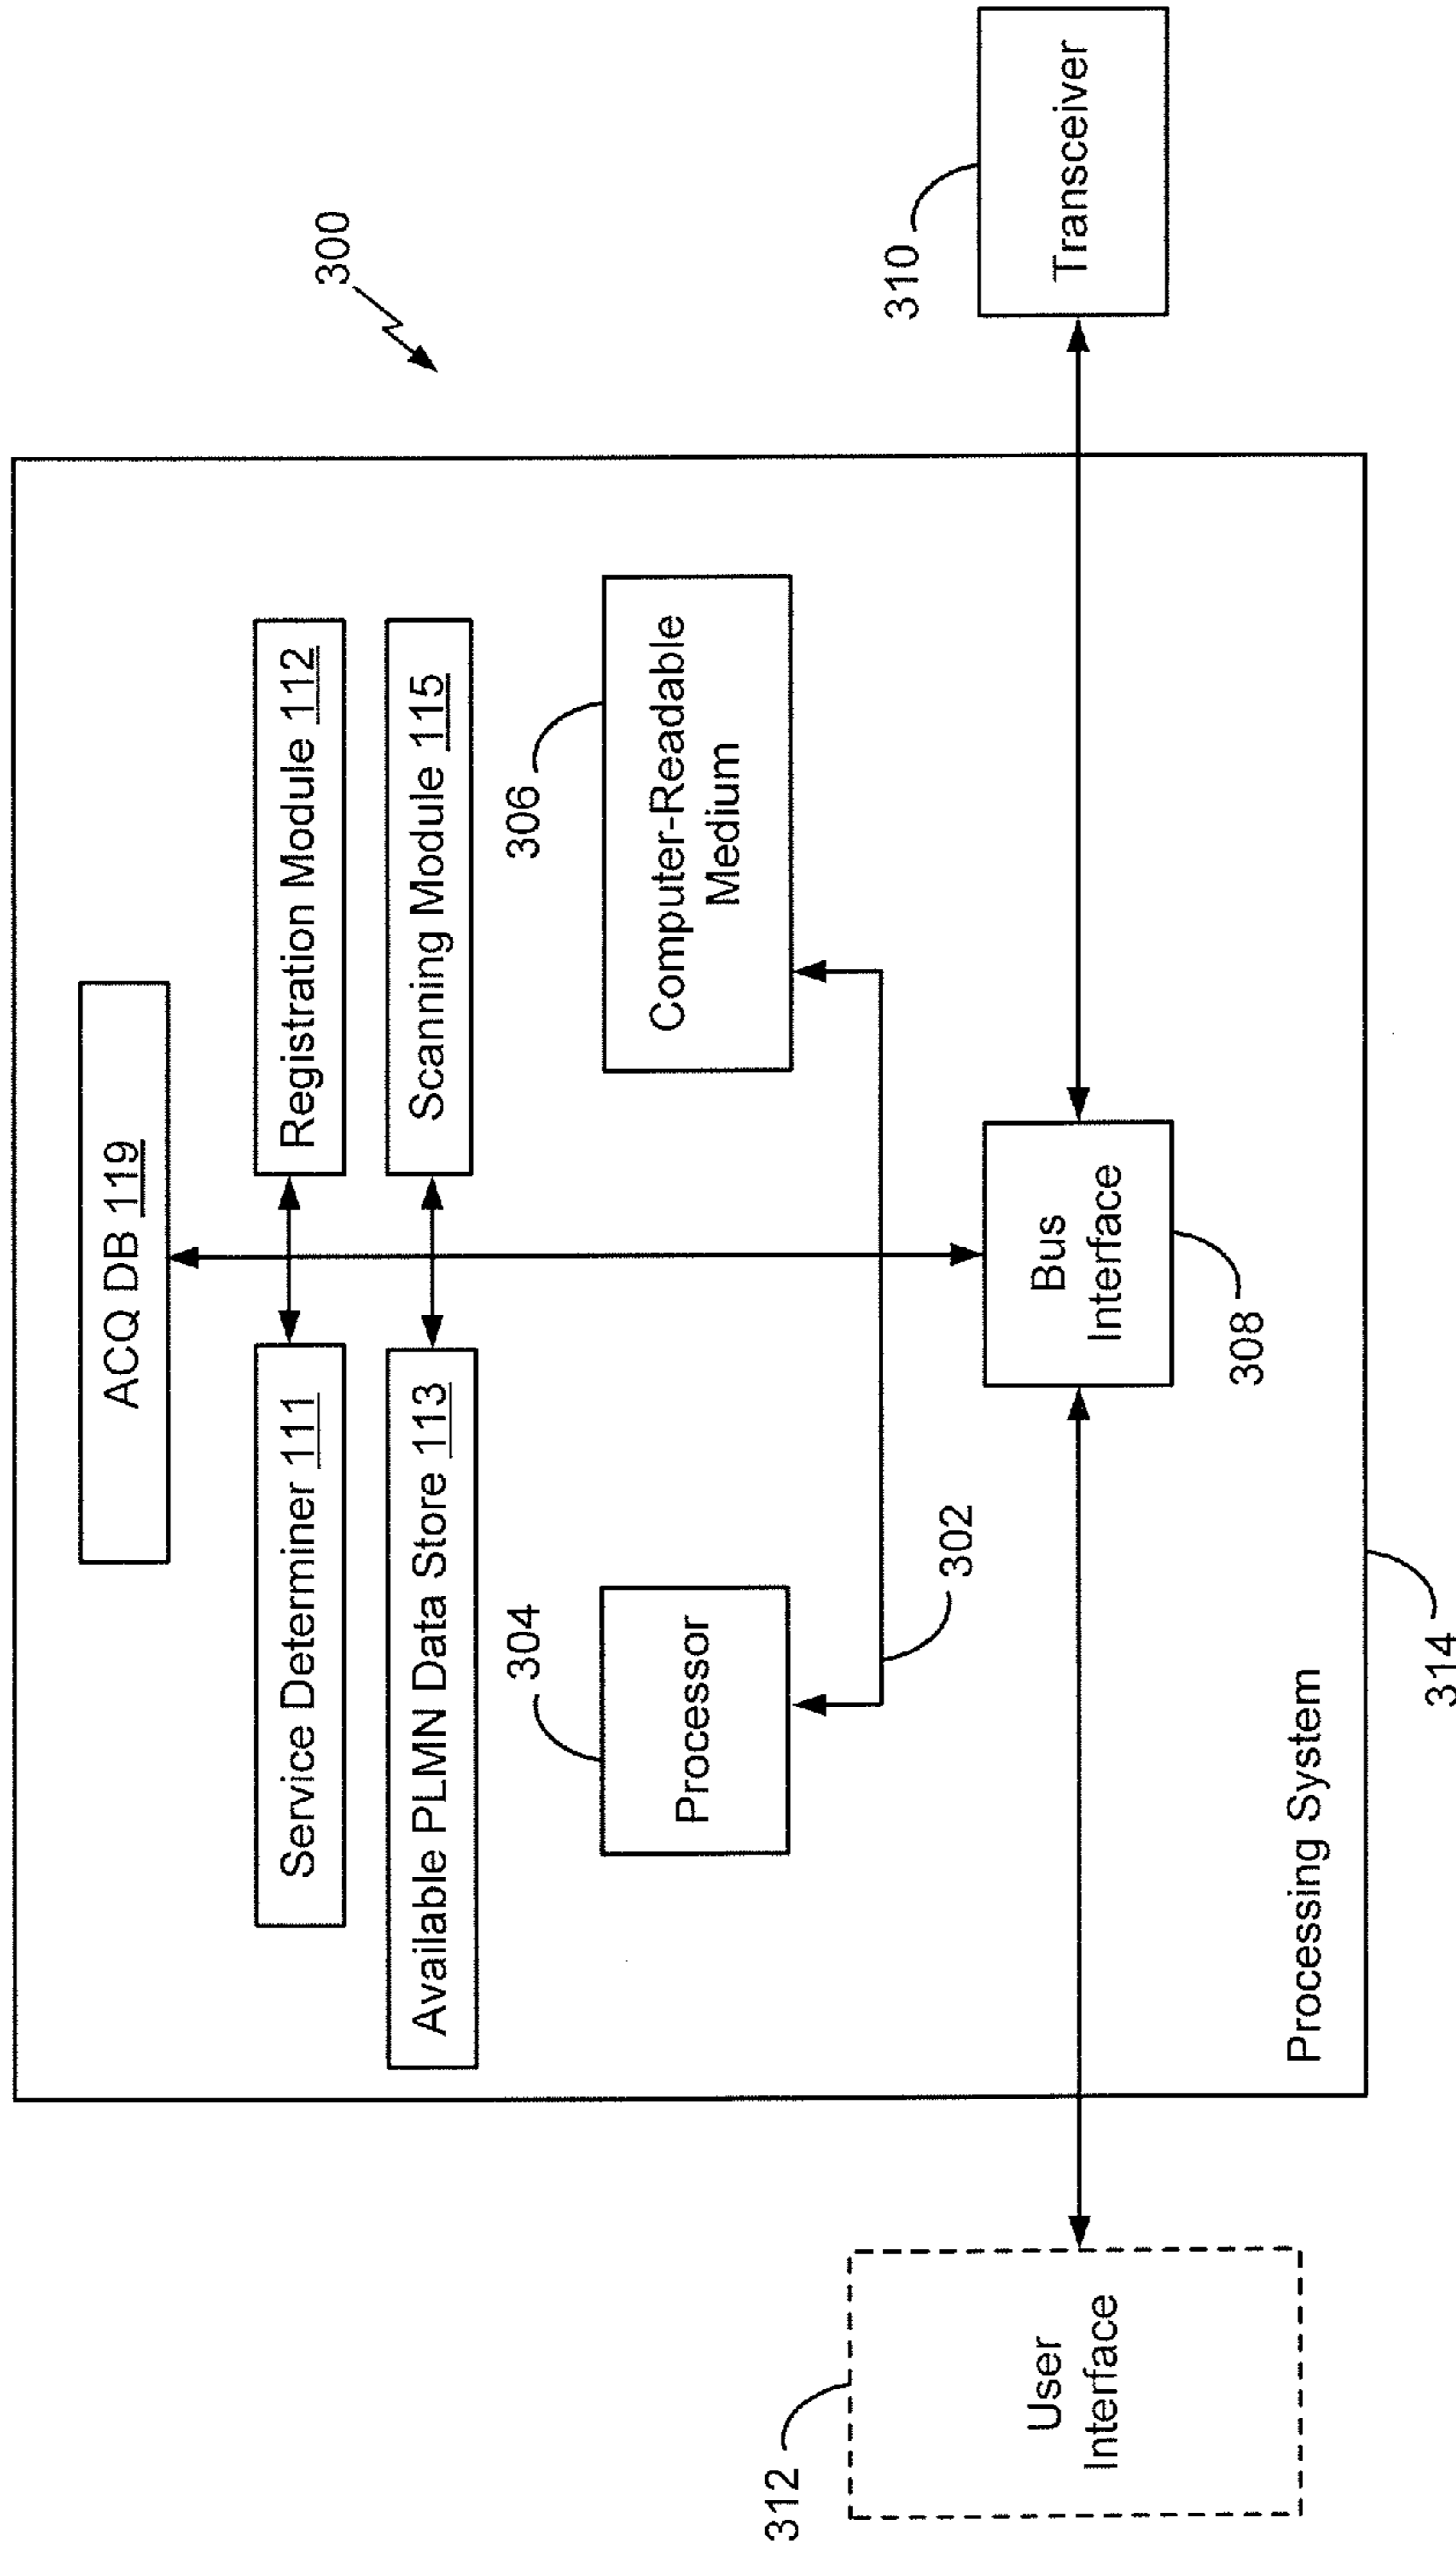 300
ACQ DB 119
Service Determiner 111
Registration Module 112
Available PLMN Data Store 113
Scanning Module 115
304
306
Processor
Computer-Readable
Medium
302
312
310
User
Interface
Bus
Interface
Transceiver
308
Processing System
314